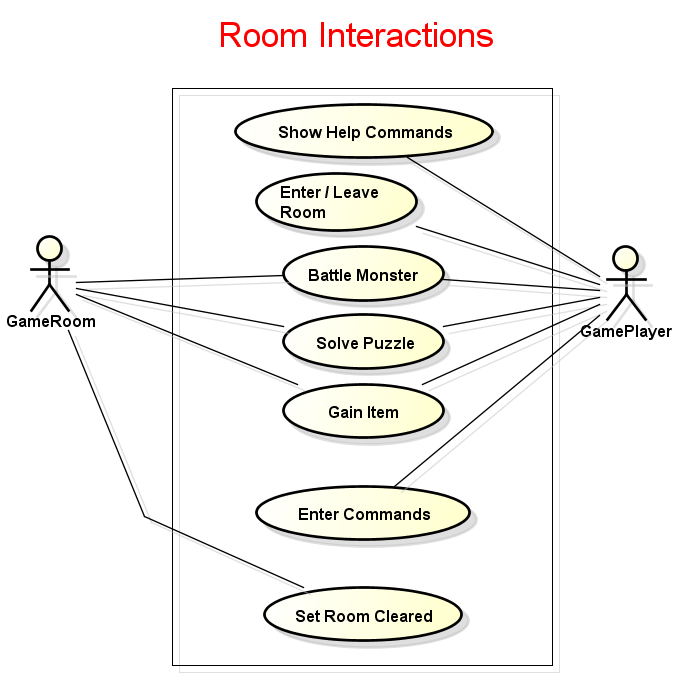 Room Interactions
Show Help Commands
Enter / Leave
Room
Battle Monster
GameRoom
GamePlayer
Solve Puzzle
Gain Item
Enter Commands
Set Room Cleared